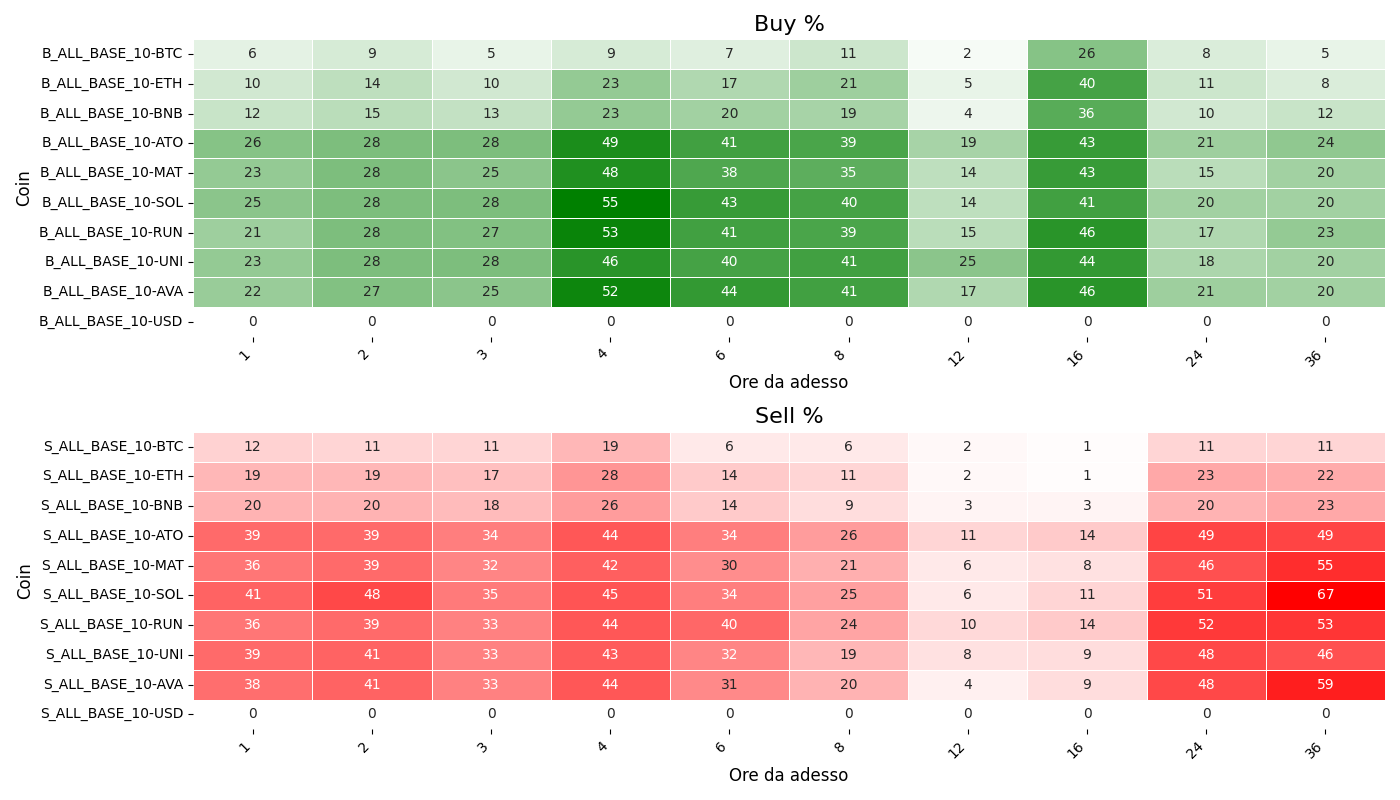 Buy %
Coin
B_ALL_BASE_10-BTC 6 9 5 9 7 11 2 26 8 5
B_ALL_BASE_10-ETH 10 14 10 23 17 21 5 40 11 8
B_ALL_BASE_10-BNB 12 15 13 23 20 19 4 36 10 12
B_ALL_BASE_10-ATO 26 28 28 49 41 39 19 43 21 24
B_ALL_BASE_10-MAT 23 28 25 48 38 35 14 43 15 20
B_ALL_BASE_10-SOL 25 28 28 55 43 40 14 41 20 20
B_ALL_BASE_10-RUN 21 28 27 53 41 39 15 46 17 23
B_ALL_BASE_10-UNI 23 28 28 46 40 41 25 44 18 20
B_ALL_BASE_10-AVA 22 27 25 52 44 41 17 46 21 20
B_ALL_BASE_10-USD 0 0 0 0 0 0 0 0 0 0
1 2 3 4 6 8 12 16 24 36
Ore da adesso
Sell %
Coin
S_ALL_BASE_10-BTC 12 11 11 19 6 6 2 1 11 11
S_ALL_BASE_10-ETH 19 19 17 28 14 11 2 1 23 22
S_ALL_BASE_10-BNB 20 20 18 26 14 9 3 3 20 23
S_ALL_BASE_10-ATO 39 39 34 44 34 26 11 14 49 49
S_ALL_BASE_10-MAT 36 39 32 42 30 21 6 8 46 55
S_ALL_BASE_10-SOL 41 48 35 45 34 25 6 11 51 67
S_ALL_BASE_10-RUN 36 39 33 44 40 24 10 14 52 53
S_ALL_BASE_10-UNI 39 41 33 43 32 19 8 9 48 46
S_ALL_BASE_10-AVA 38 41 33 44 31 20 4 9 48 59
S_ALL_BASE_10-USD 0 0 0 0 0 0 0 0 0 0
1 2 3 4 6 8 12 16 24 36
Ore da adesso